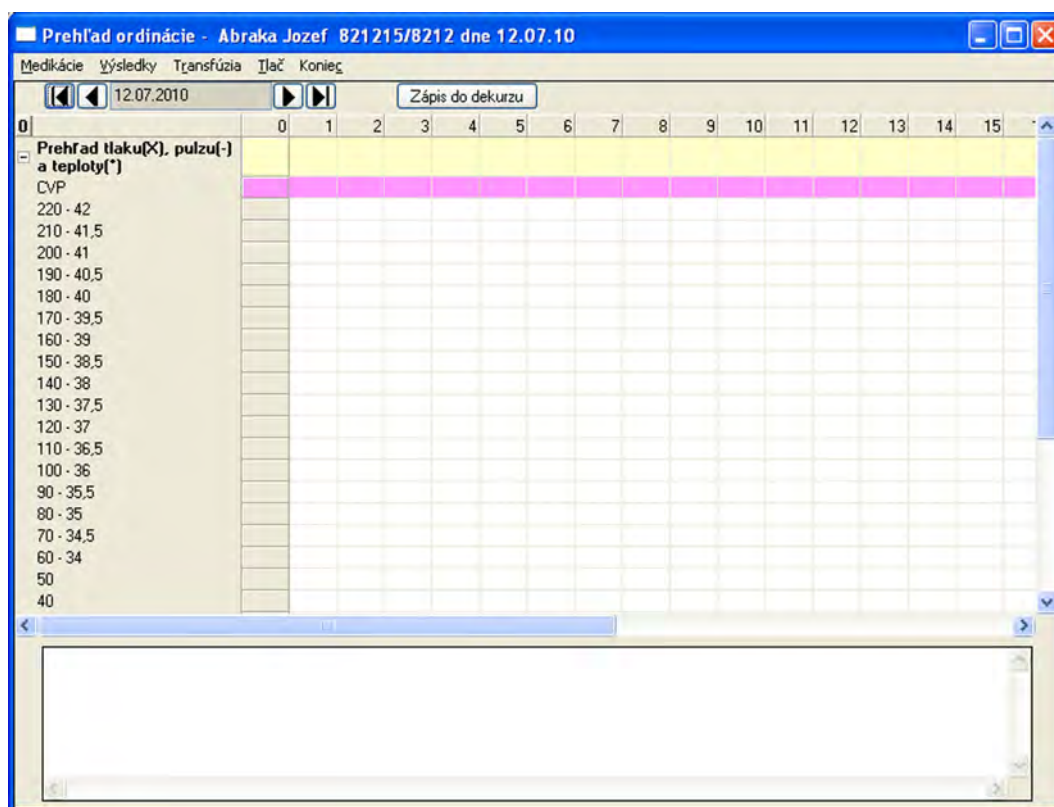 Prehľad ordinácie - Abraka Jozef 821215/8212 dne 12.07.10
Medikácie Výsledky Transfúzia Tlač Koniec
12.07.2010 Zápis do dekurzu
0 0 1 2 3 4 5 6 7 8 9 10 11 12 13 14 15
Prehľad tlaku(X), pulzu(-)
a teploty(*)
CVP
220 - 42
210 - 41,5
200 - 41
190 - 40,5
180 - 40
170 - 39,5
160 - 39
150 - 38,5
140 - 38
130 - 37,5
120 - 37
110 - 36,5
100 - 36
90 - 35,5
80 - 35
70 - 34,5
60 - 34
50
40